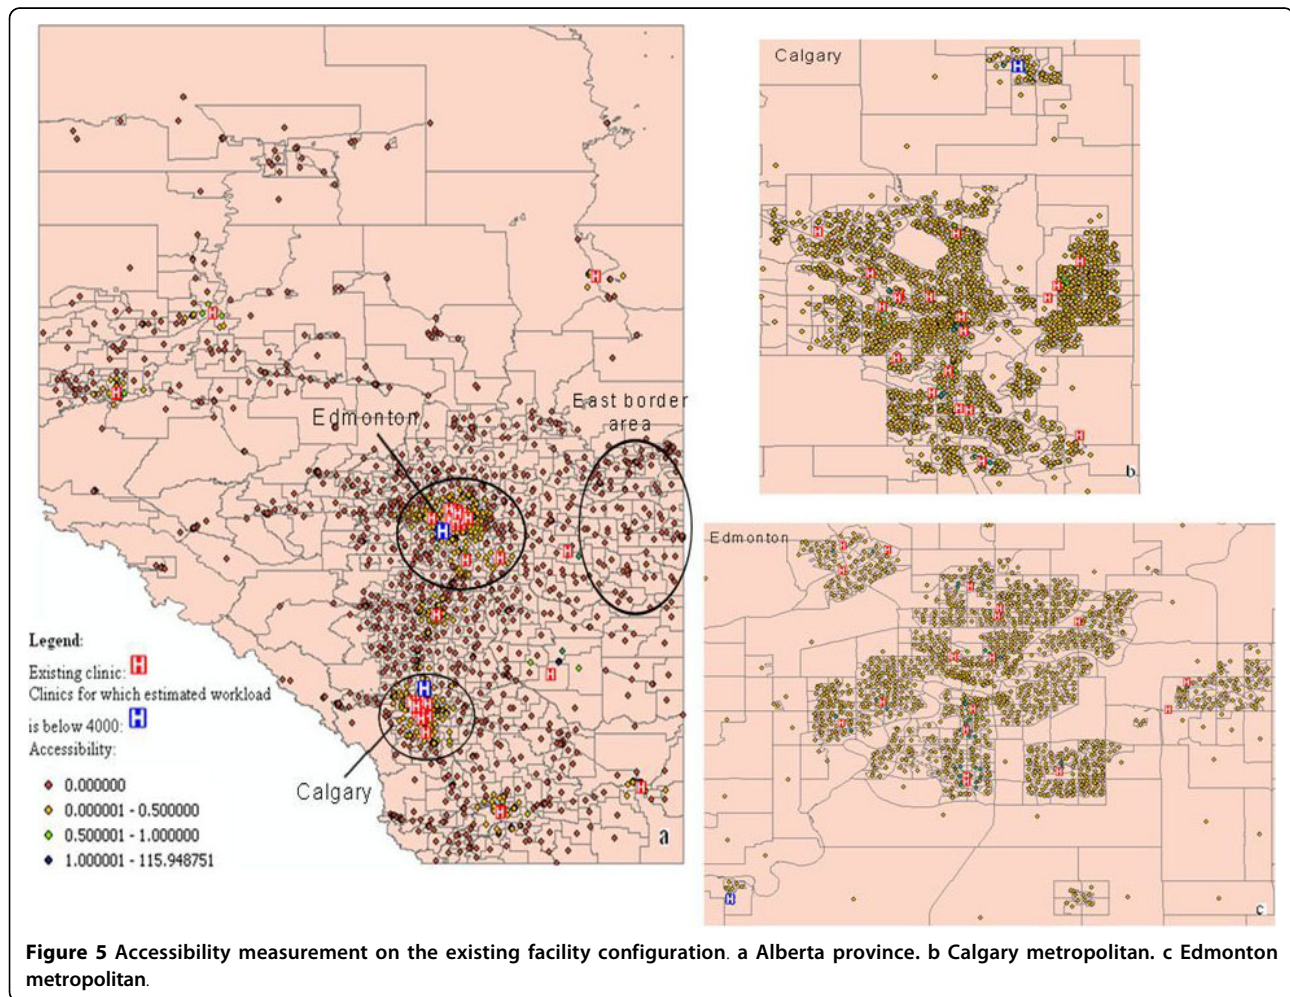 Edmonton
East border
area
Calgary
a
Legend:
Existing clinic: H
Clinics for which estimated workload
is below 4000: H
Accessibility:
0.000000
0.000001 - 0.500000
0.500001 - 1.000000
1.000001 - 115.948751
Calgary
b
Edmonton
c
Figure 5 Accessibility measurement on the existing facility configuration. a Alberta province. b Calgary metropolitan. c Edmonton
metropolitan.